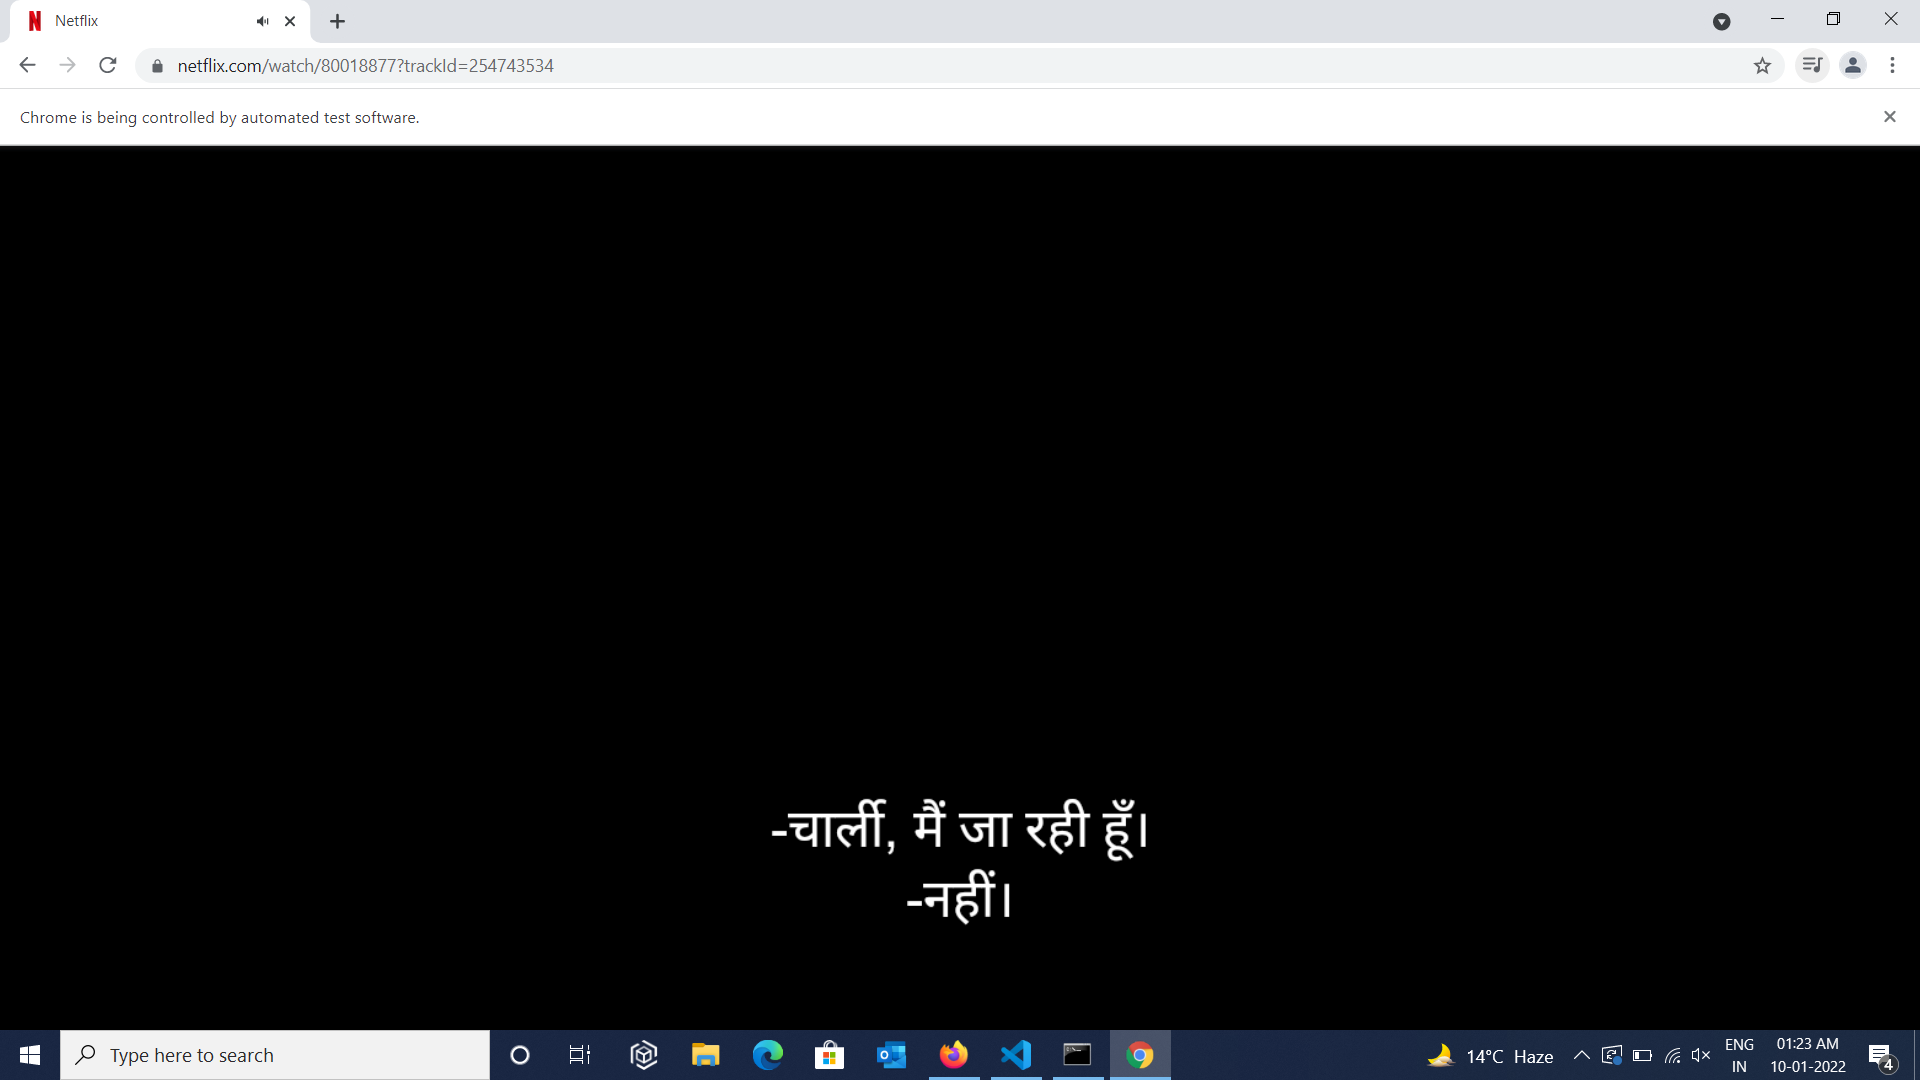 Netflix
netflix.com/watch/80018877?trackId=254743534
Chrome is being controlled by automated test software.
-चार्ली, मैं जा रही हूँ।
-नहीं।
Type here to search
14°C Haze
ENG
IN
01:23 AM
10-01-2022
4